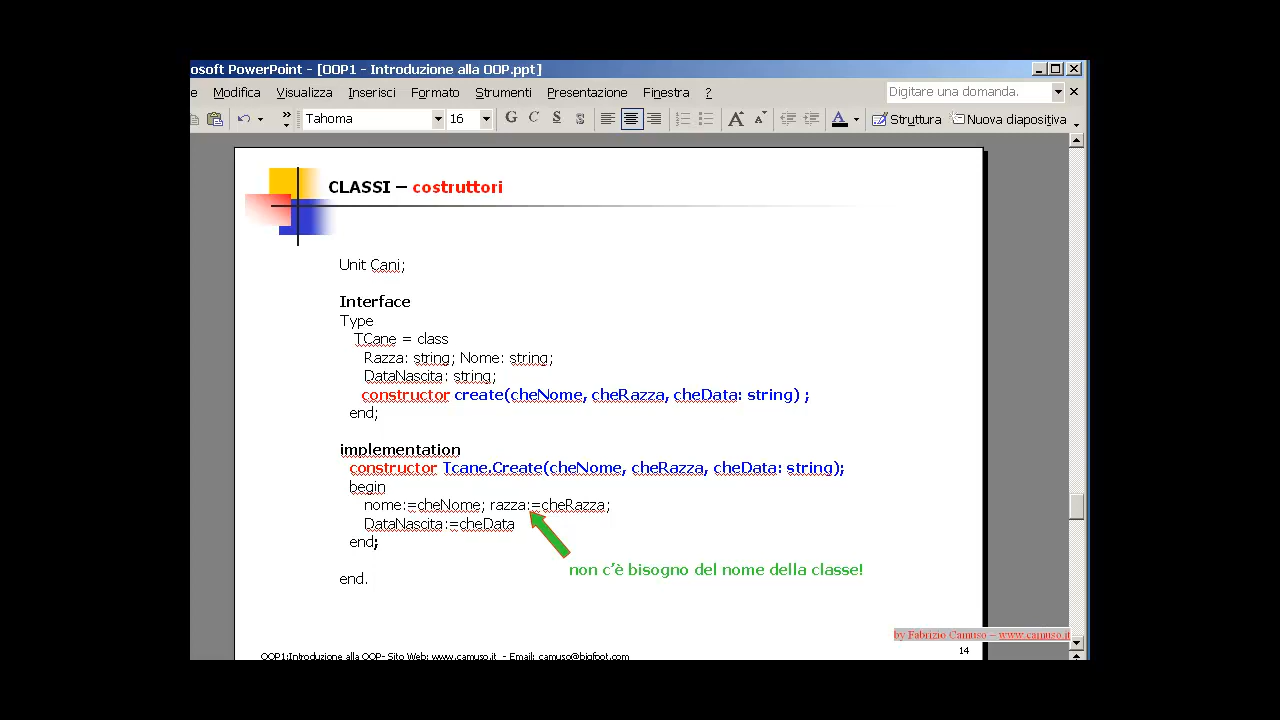 osoft PowerPoint - [OOP1 - Introduzione alla OOP.ppt]
e Modifica Visualizza Inserisci Formato Strumenti Presentazione Finestra ? Digitare una domanda.
Tahoma 16 G C S S A A A Struttura Nuova diapositiva
CLASSI – costruttori
Unit Cani;
Interface
Type
TCane = class
Razza: string; Nome: string;
DataNascita: string;
constructor create(cheNome, cheRazza, cheData: string) ;
end;
implementation
constructor Tcane.Create(cheNome, cheRazza, cheData: string);
begin
nome:=cheNome; razza:=cheRazza;
DataNascita:=cheData
end;
non c'è bisogno del nome della classe!
end.
by Fabrizio Camuso – www.camuso.it
OOP1:Introduzione alla OOP- Sito Web: www.camuso.it - Email: camuso@bigfoot.com
14